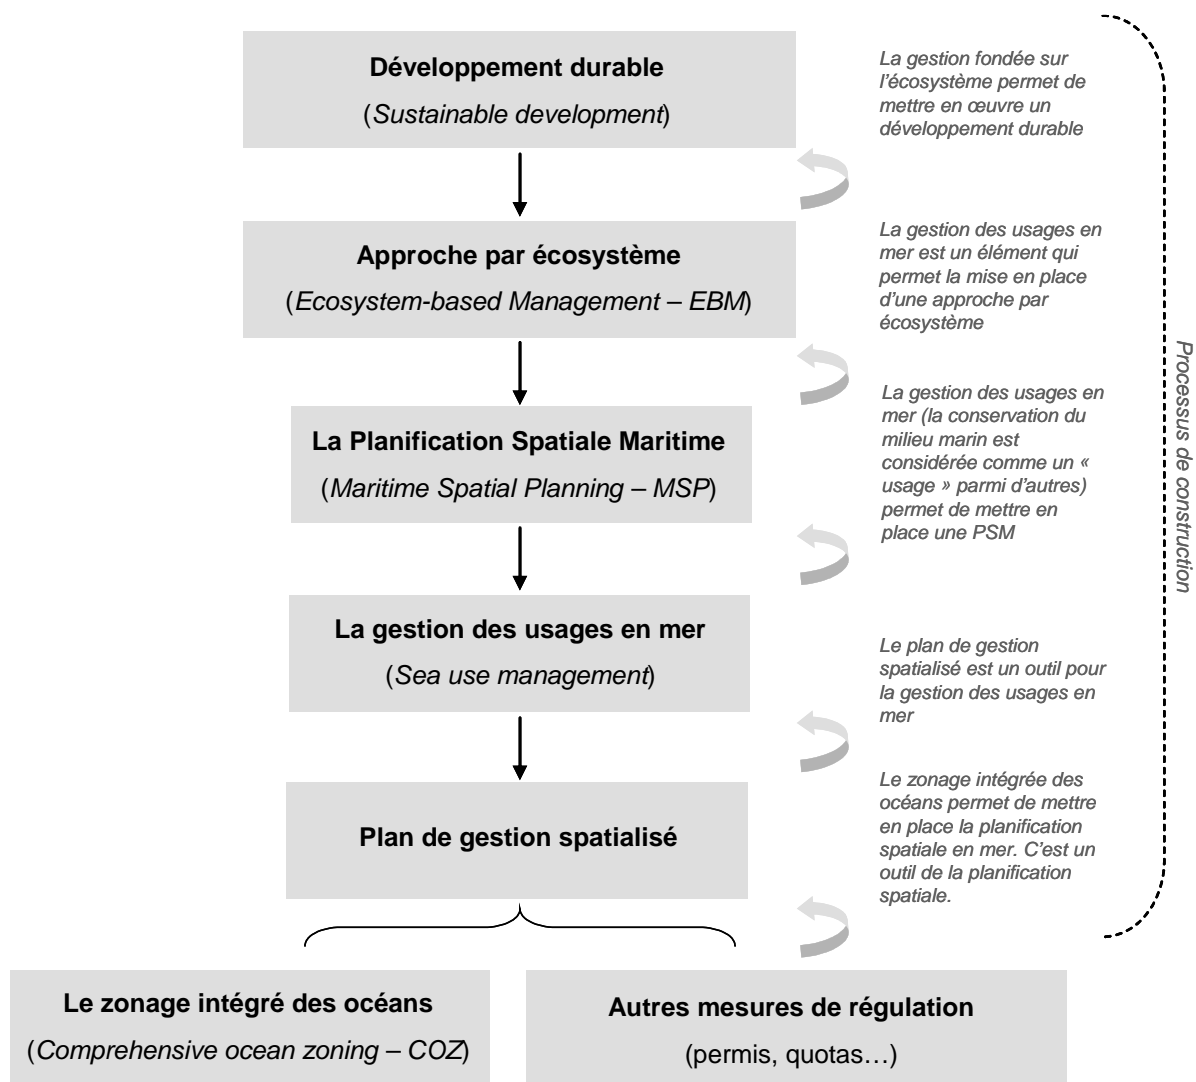 Développement durable
(Sustainable development)
La gestion fondée sur
l'écosystème permet de
mettre en œuvre un
développement durable
Approche par écosystème
(Ecosystem-based Management – EBM)
La gestion des usages en
mer est un élément qui
permet la mise en place
d'une approche par
écosystème
La Planification Spatiale Maritime
(Maritime Spatial Planning – MSP)
La gestion des usages en
mer (la conservation du
milieu marin est
considérée comme un «
usage » parmi d'autres)
permet de mettre en
place une PSM
La gestion des usages en mer
(Sea use management)
Le plan de gestion
spatialisé est un outil pour
la gestion des usages en
mer
Plan de gestion spatialisé
Le zonage intégrée des
océans permet de mettre
en place la planification
spatiale en mer. C'est un
outil de la planification
spatiale.
Le zonage intégré des océans
(Comprehensive ocean zoning – COZ)
Autres mesures de régulation
(permis, quotas…)
Processus de construction